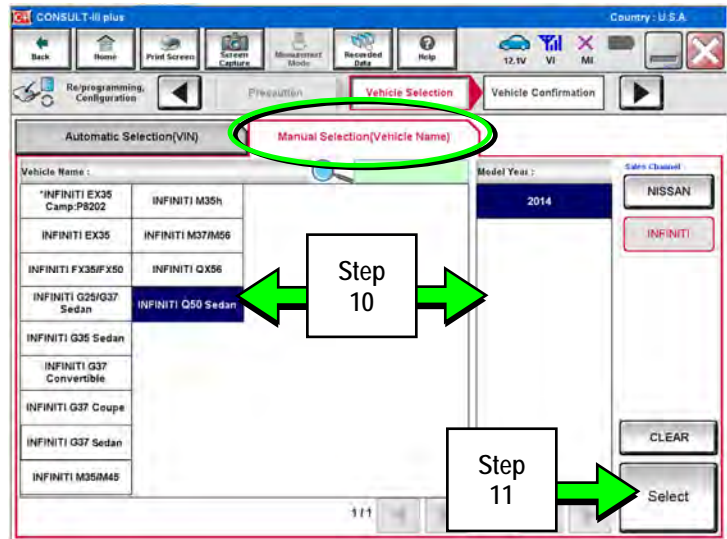 CONSULT-III plus
Country : U.S.A.
Back
Home
Print Screen
Screen
Capture
Measurement
Mode
Recorded
Data
Help
12.1V
VI
MI
Re/programming,
Configuration
Precaution
Vehicle Selection
Vehicle Confirmation
Automatic Selection(VIN)
Manual Selection(Vehicle Name)
Vehicle Name :
Model Year :
Sales Channel
*INFINITI EX35
Camp:P8202
INFINITI M35h
2014
NISSAN
INFINITI EX35
INFINITI M37/M56
INFINITI
INFINITI FX35/FX50
INFINITI QX56
INFINITI G25/G37
Sedan
INFINITI Q50 Sedan
Step
10
INFINITI G35 Sedan
INFINITI G37
Convertible
INFINITI G37 Coupe
INFINITI G37 Sedan
CLEAR
INFINITI M35/M45
Step
11
Select
1/1